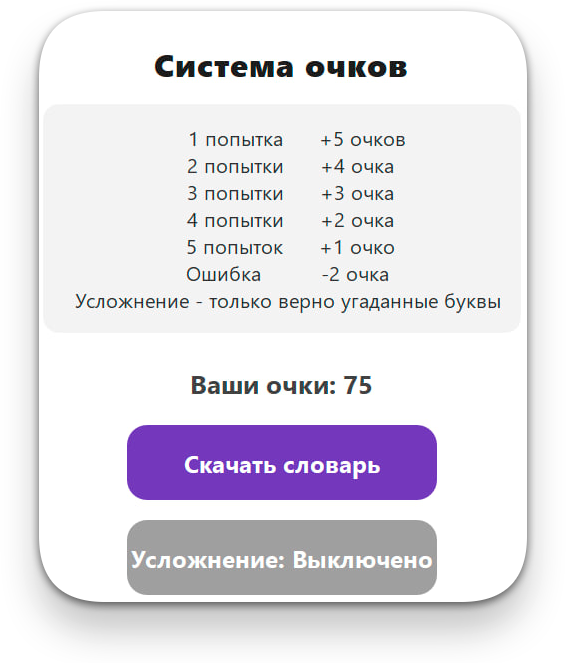 Система очков
1 попытка +5 очков
2 попытки +4 очка
3 попытки +3 очка
4 попытки +2 очка
5 попыток +1 очко
Ошибка -2 очка
Усложнение - только верно угаданные буквы
Ваши очки: 75
Скачать словарь
Усложнение: Выключено